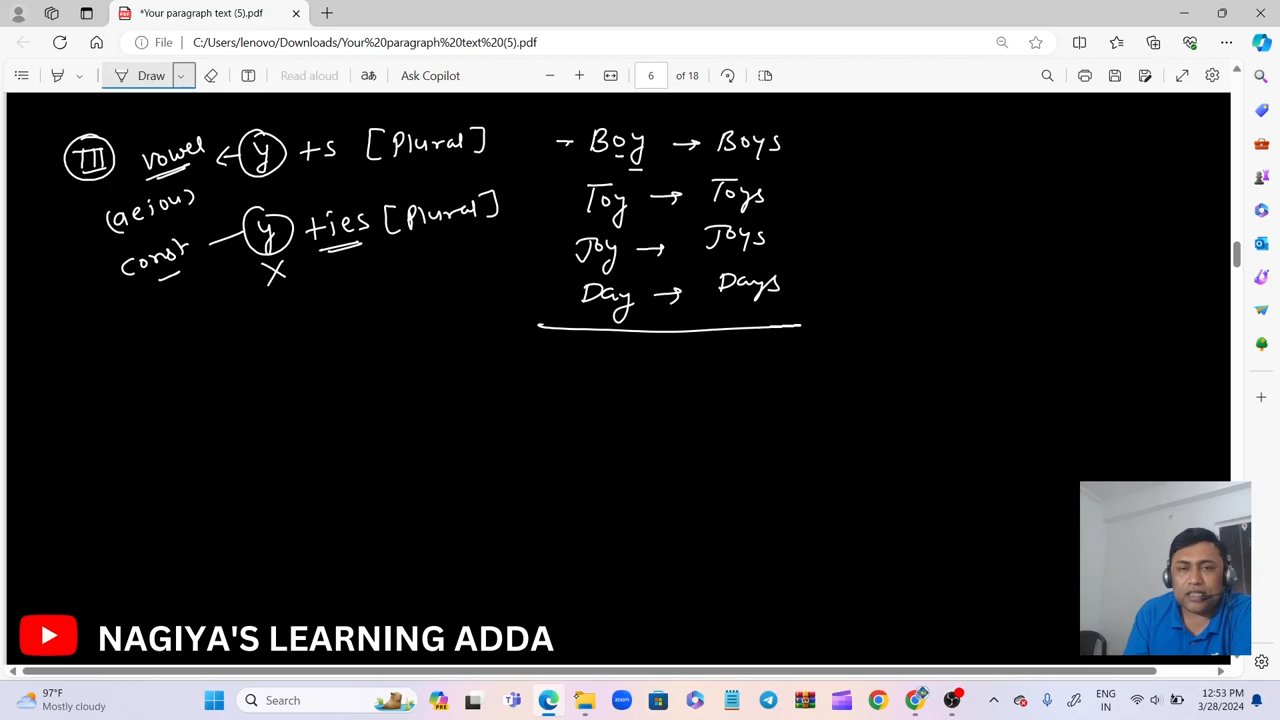 *Your paragraph text (5).pdf
File C:/Users/lenovo/Downloads/Your%20paragraph%20text%20(5).pdf
Draw Read aloud Ask Copilot 6 of 18
III vowel ← y +s [Plural]
(aeiou)
const — y +ies [Plural]
X
- Boy → Boys
Toy → Toys
Joy → Joys
Day → Days
NAGIYA'S LEARNING ADDA
97°F
Mostly cloudy
Search
ENG
IN
12:53 PM
3/28/2024